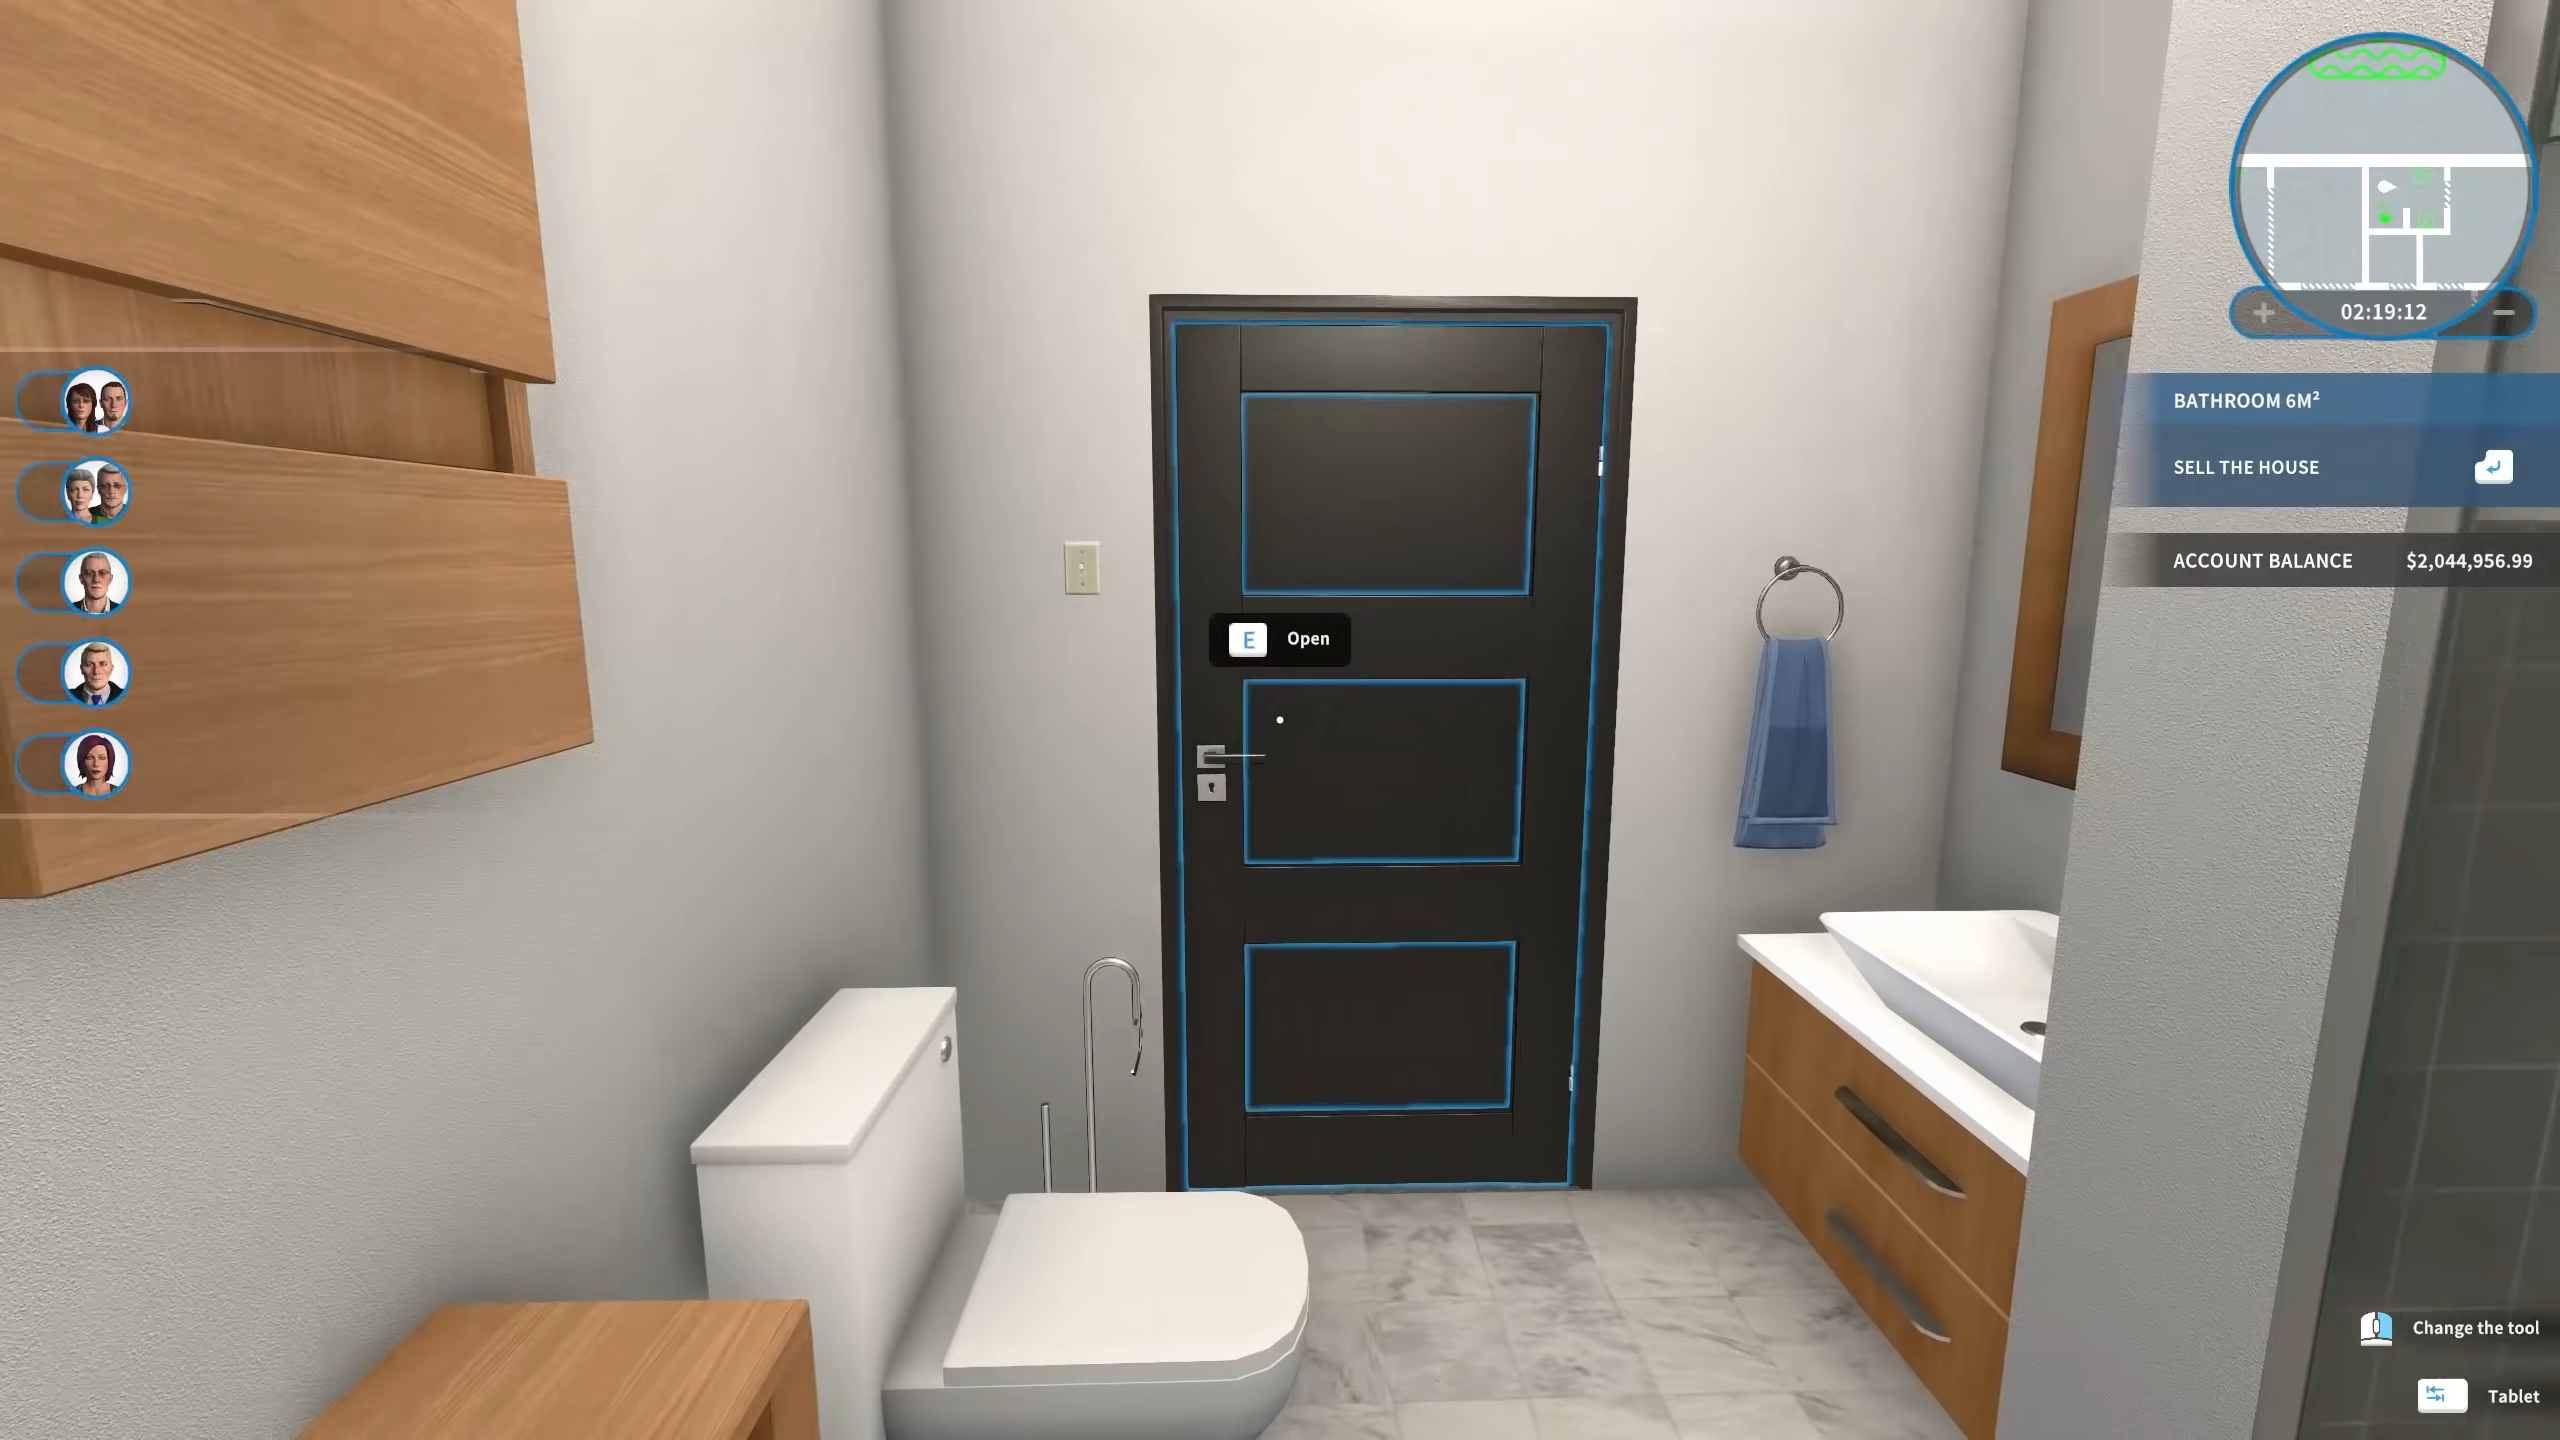 02:19:12
BATHROOM 6M²
SELL THE HOUSE
ACCOUNT BALANCE $2,044,956.99
E Open
Change the tool
Tablet